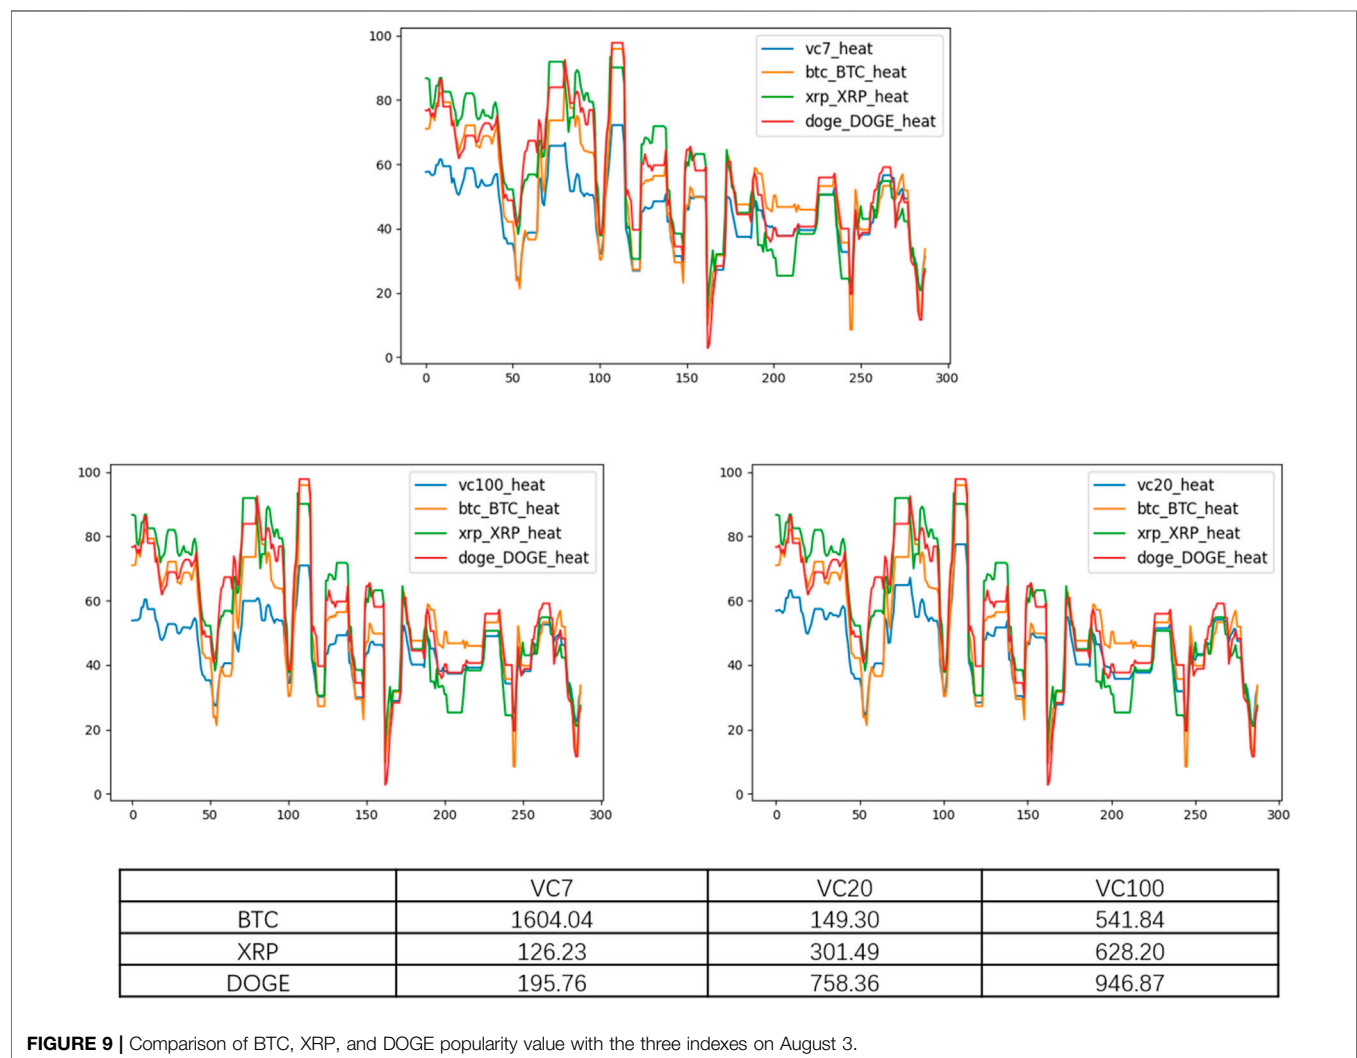 100
80
60
40
20
0
0 50 100 150 200 250 300
vc7_heat
btc_BTC_heat
xrp_XRP_heat
doge_DOGE_heat
100
80
60
40
20
0
0 50 100 150 200 250 300
vc100_heat
btc_BTC_heat
xrp_XRP_heat
doge_DOGE_heat
100
80
60
40
20
0
0 50 100 150 200 250 300
vc20_heat
btc_BTC_heat
xrp_XRP_heat
doge_DOGE_heat
VC7 VC20 VC100
BTC 1604.04 149.30 541.84
XRP 126.23 301.49 628.20
DOGE 195.76 758.36 946.87
FIGURE 9 | Comparison of BTC, XRP, and DOGE popularity value with the three indexes on August 3.